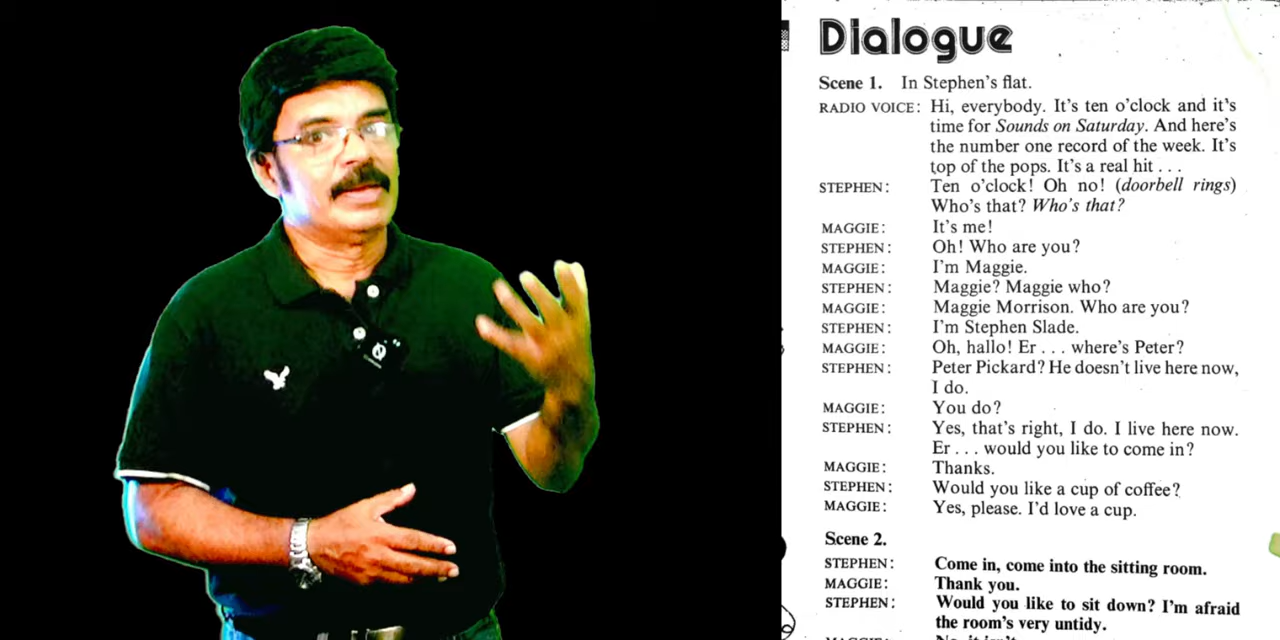 Dialogue
Scene 1. In Stephen's flat.
RADIO VOICE: Hi, everybody. It's ten o'clock and it's
time for Sounds on Saturday. And here's
the number one record of the week. It's
top of the pops. It's a real hit . . .
STEPHEN: Ten o'clock! Oh no! (doorbell rings)
Who's that? Who's that?
MAGGIE: It's me!
STEPHEN: Oh! Who are you?
MAGGIE: I'm Maggie.
STEPHEN: Maggie? Maggie who?
MAGGIE: Maggie Morrison. Who are you?
STEPHEN: I'm Stephen Slade.
MAGGIE: Oh, hallo! Er . . . where's Peter?
STEPHEN: Peter Pickard? He doesn't live here now,
I do.
MAGGIE: You do?
STEPHEN: Yes, that's right, I do. I live here now.
Er . . . would you like to come in?
MAGGIE: Thanks.
STEPHEN: Would you like a cup of coffee?
MAGGIE: Yes, please. I'd love a cup.
Scene 2.
STEPHEN: Come in, come into the sitting room.
MAGGIE: Thank you.
STEPHEN: Would you like to sit down? I'm afraid
the room's very untidy.
MAGGIE: No, it isn't